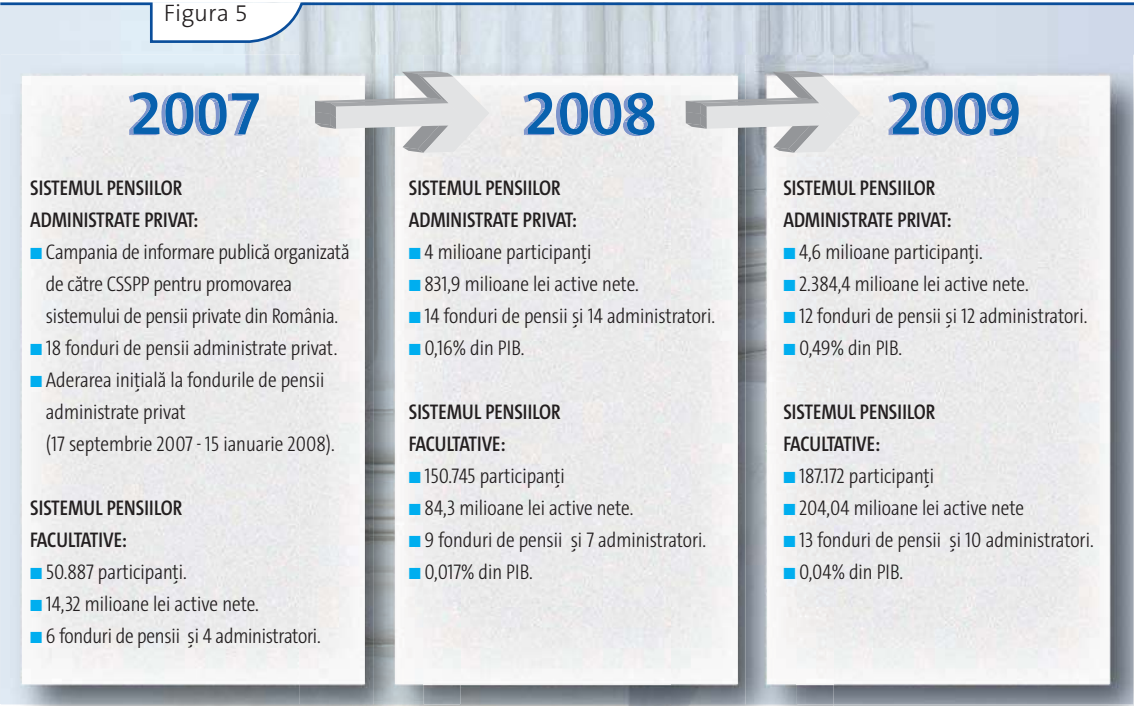 Figura 5
2007
SISTEMUL PENSIILOR
ADMINISTRATE PRIVAT:
■ Campania de informare publică organizată
de către CSSPP pentru promovarea
sistemului de pensii private din România.
■ 18 fonduri de pensii administrate privat.
■ Aderarea inițială la fondurile de pensii
administrate privat
(17 septembrie 2007 - 15 ianuarie 2008).
SISTEMUL PENSIILOR
FACULTATIVE:
■ 50.887 participanți.
■ 14,32 milioane lei active nete.
■ 6 fonduri de pensii și 4 administratori.
2008
SISTEMUL PENSIILOR
ADMINISTRATE PRIVAT:
■ 4 milioane participanți
■ 831,9 milioane lei active nete.
■ 14 fonduri de pensii și 14 administratori.
■ 0,16% din PIB.
SISTEMUL PENSIILOR
FACULTATIVE:
■ 150.745 participanți
■ 84,3 milioane lei active nete.
■ 9 fonduri de pensii și 7 administratori.
■ 0,017% din PIB.
2009
SISTEMUL PENSIILOR
ADMINISTRATE PRIVAT:
■ 4,6 milioane participanți.
■ 2.384,4 milioane lei active nete.
■ 12 fonduri de pensii și 12 administratori.
■ 0,49% din PIB.
SISTEMUL PENSIILOR
FACULTATIVE:
■ 187.172 participanți
■ 204,04 milioane lei active nete
■ 13 fonduri de pensii și 10 administratori.
■ 0,04% din PIB.